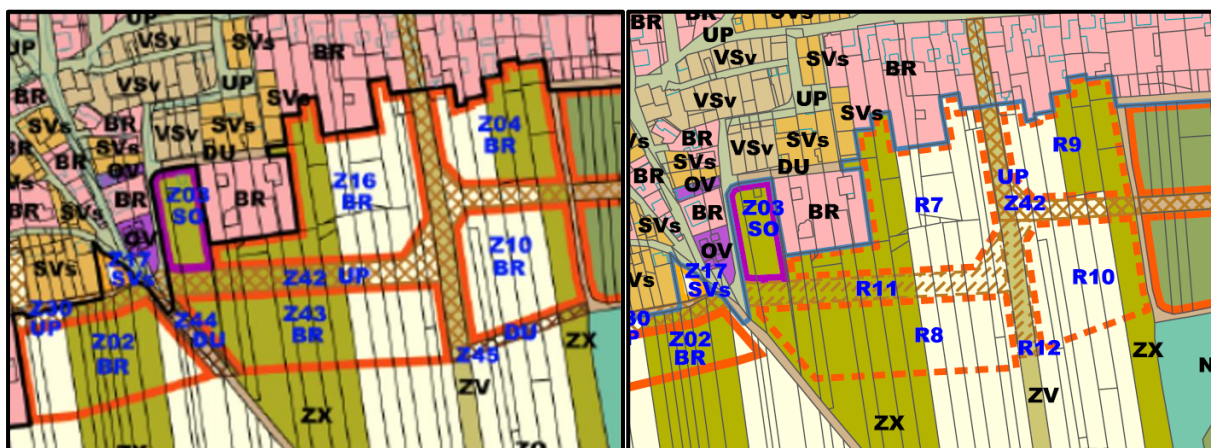 UP
VSv
SVs
BR
BR
VSv
SVs
UP
Z04
BR
BR
SVs
VSv
SVs
BR
SVs
DU
OV
Z03
SO
Z16
BR
BR
BR
OV
Z10
BR
SVs
Z17
SVs
Z42 UP
UP
Z43
BR
Z44
DU
DU
Z02
BR
Z45
ZX
ZV
ZX
BR
BR
UP
VSv
SVs
BR
VSv
UP
R9
SVs
BR
VSv
SVs
DU
UP
OV
Z03
SO
BR
BR
R7
Z42
OV
Z17
SVs
R11
R10
Z02
BR
R8
R12
ZX
ZV
ZX
N